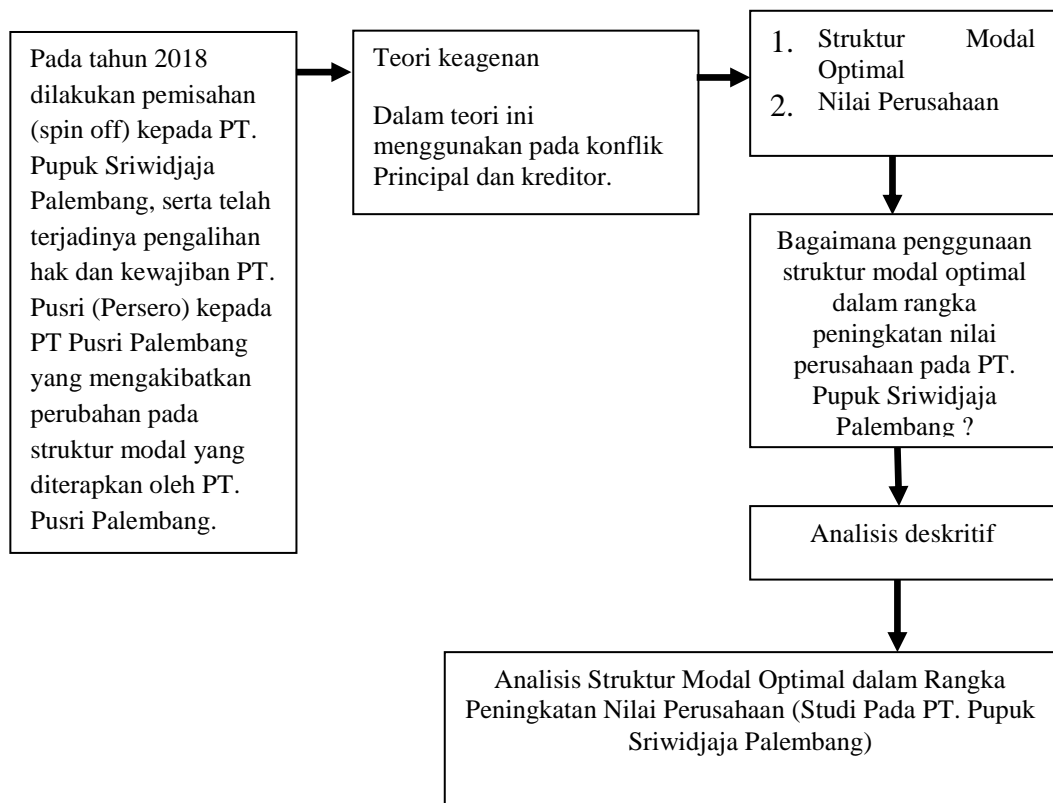 Pada tahun 2018
dilakukan pemisahan
(spin off) kepada PT.
Pupuk Sriwidjaja
Palembang, serta telah
terjadinya pengalihan
hak dan kewajiban PT.
Pusri (Persero) kepada
PT Pusri Palembang
yang mengakibatkan
perubahan pada
struktur modal yang
diterapkan oleh PT.
Pusri Palembang.
Teori keagenan
Dalam teori ini
menggunakan pada konflik
Principal dan kreditor.
1. Struktur Modal
Optimal
2. Nilai Perusahaan
Bagaimana penggunaan
struktur modal optimal
dalam rangka
peningkatan nilai
perusahaan pada PT.
Pupuk Sriwidjaja
Palembang ?
Analisis deskritif
Analisis Struktur Modal Optimal dalam Rangka
Peningkatan Nilai Perusahaan (Studi Pada PT. Pupuk
Sriwidjaja Palembang)